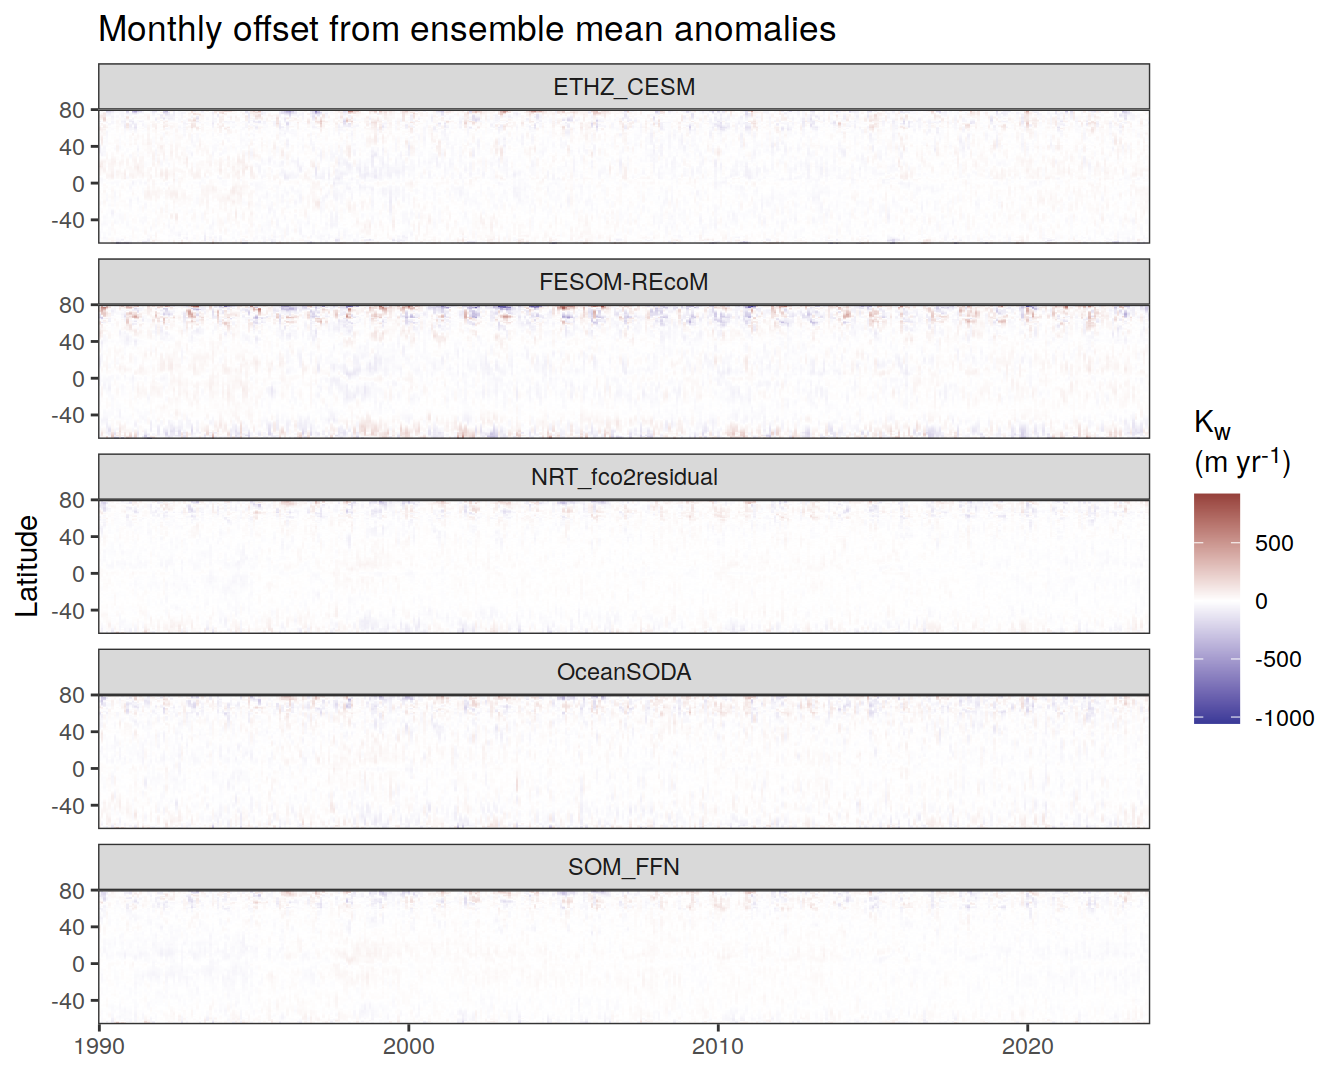 Monthly offset from ensemble mean anomalies
ETHZ_CESM
80
40
0
-40
FESOM-REcoM
80
40
0
-40
NRT_fco2residual
80
40
0
-40
OceanSODA
80
40
0
-40
SOM_FFN
80
40
0
-40
1990 2000 2010 2020
Latitude
Kw
(m yr-1)
500
0
-500
-1000